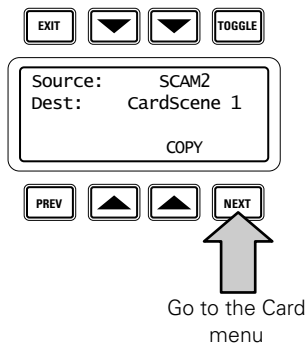 EXIT TOGGLE
Source: SCAM2
Dest: CardScene 1
COPY
PREV NEXT
Go to the Card
menu